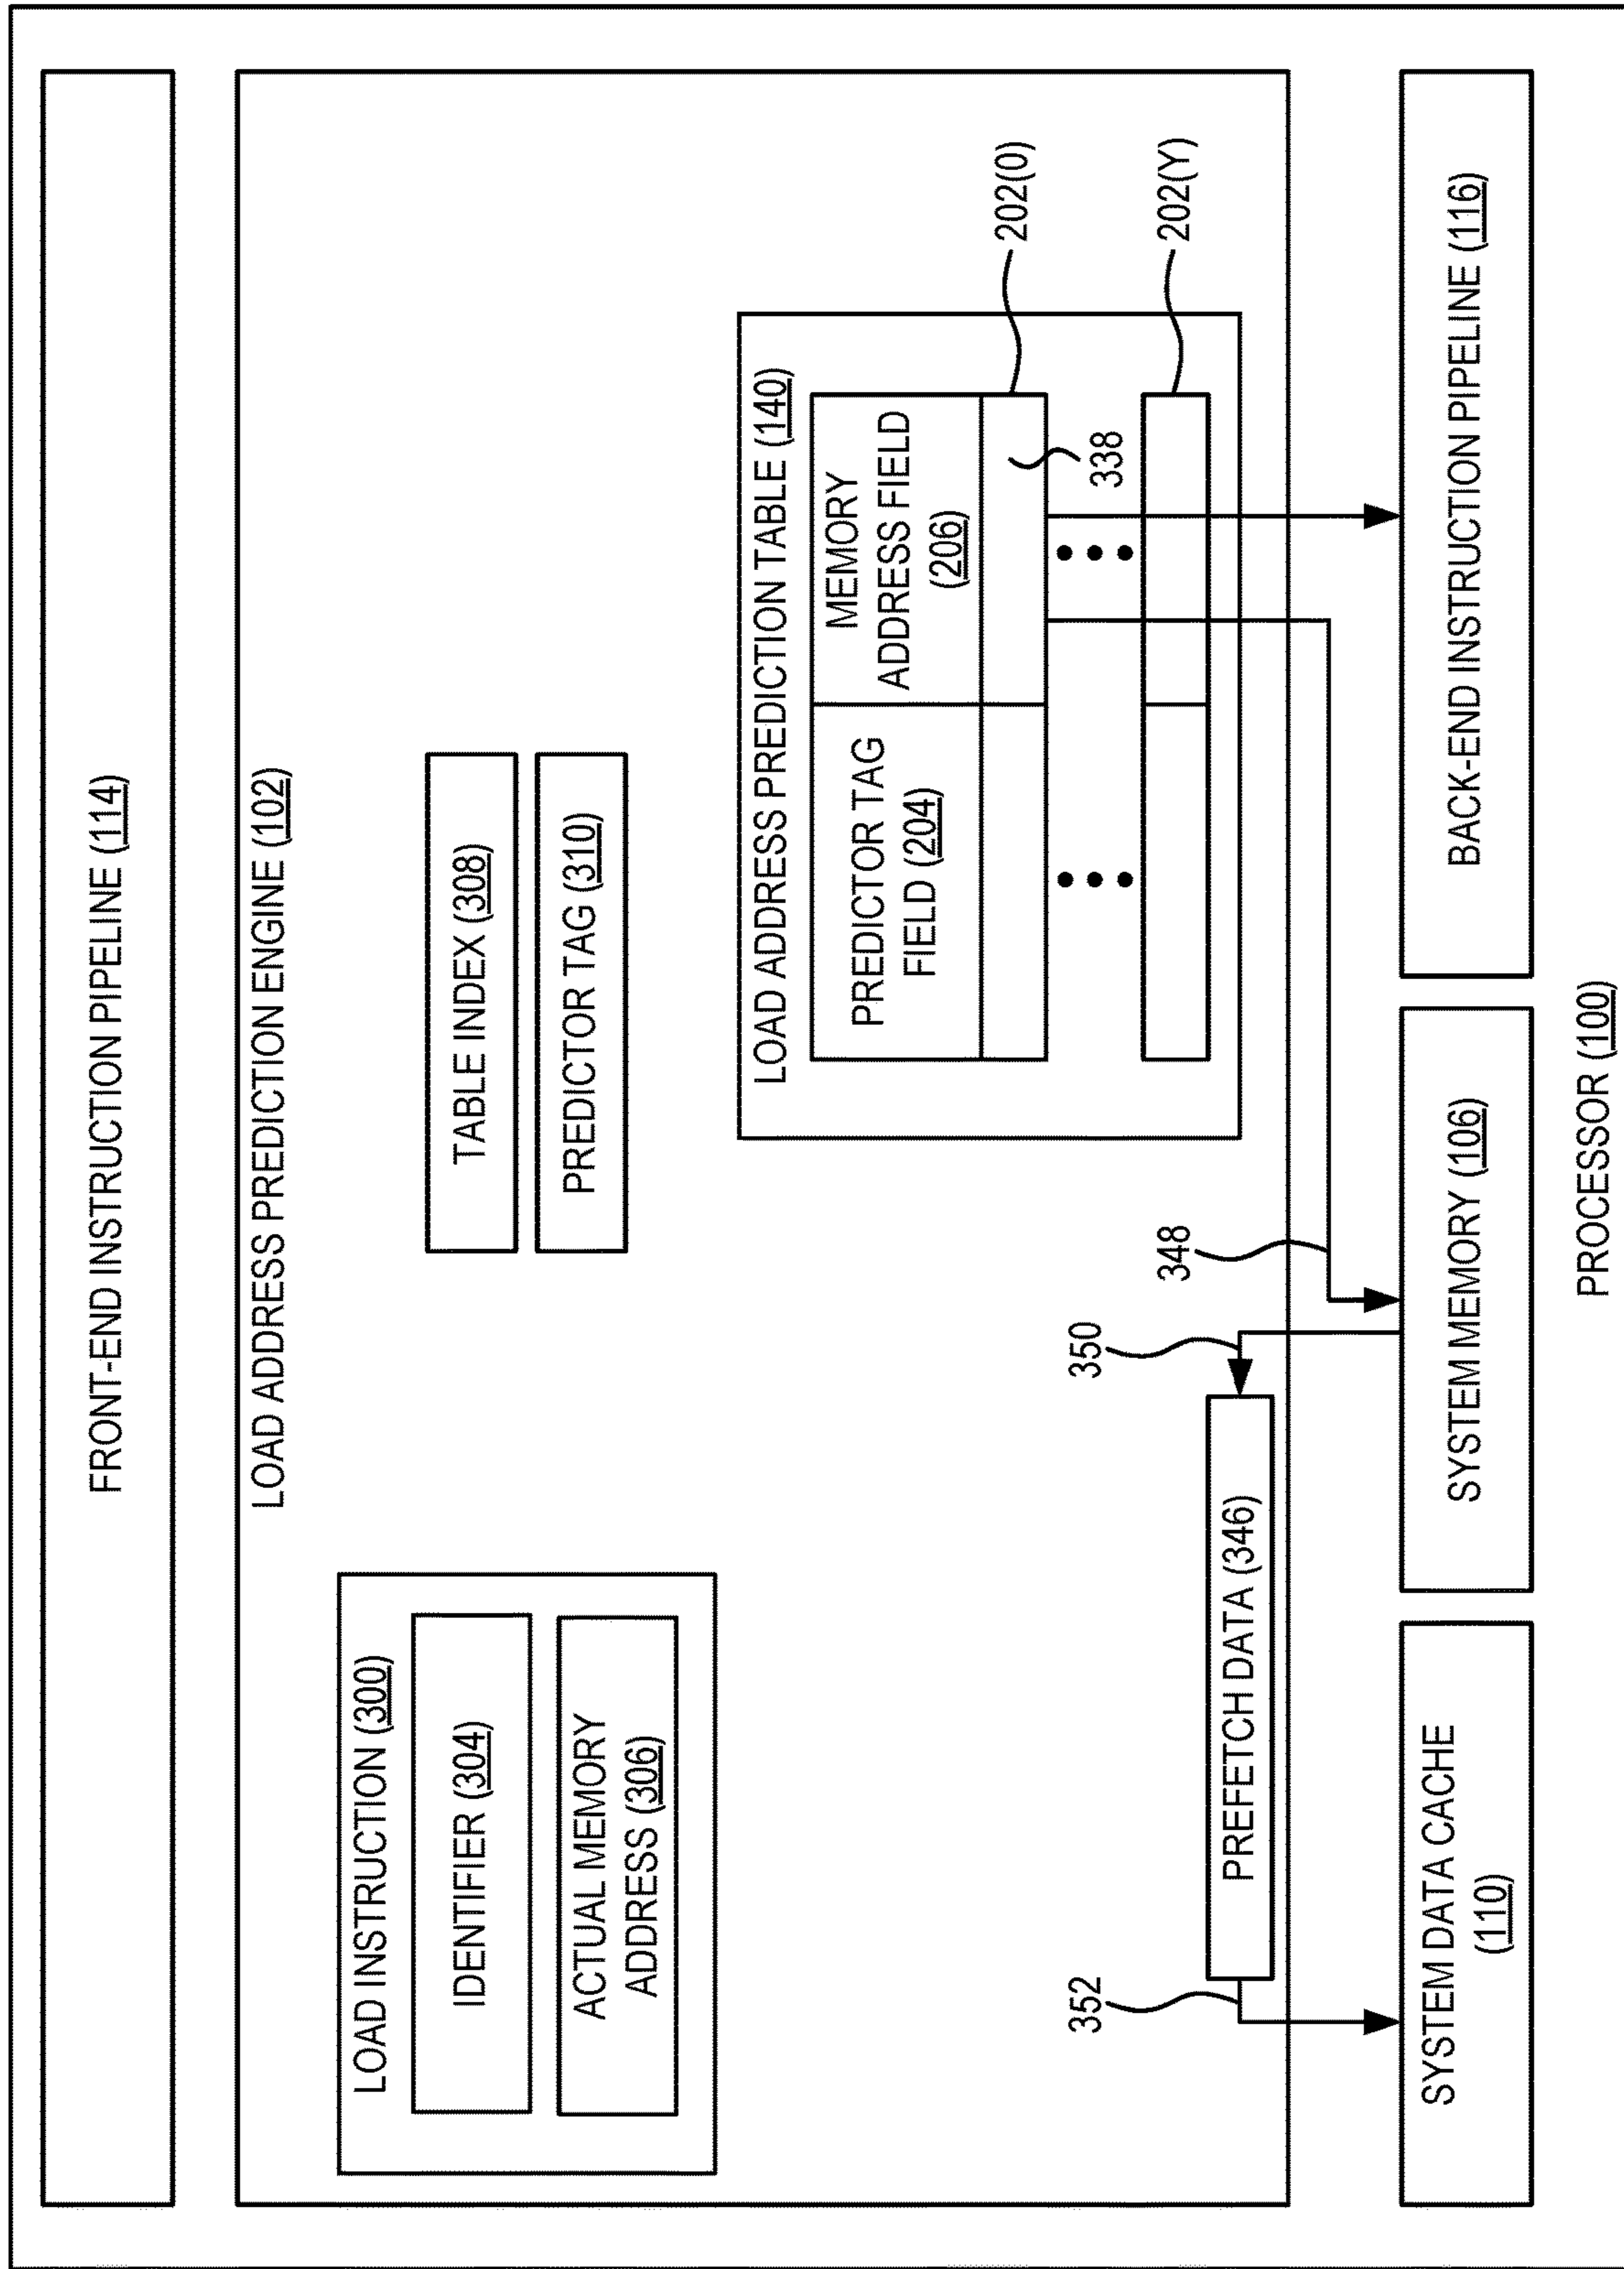 FRONT-END INSTRUCTION PIPELINE (114)
LOAD ADDRESS PREDICTION ENGINE (102)
LOAD INSTRUCTION (300)
IDENTIFIER (304)
ACTUAL MEMORY
ADDRESS (306)
TABLE INDEX (308)
PREDICTOR TAG (310)
LOAD ADDRESS PREDICTION TABLE (140)
PREDICTOR TAG
FIELD (204)
MEMORY
ADDRESS FIELD
(206)
202(0)
338
202(Y)
352
350
348
PREFETCH DATA (346)
SYSTEM DATA CACHE
(110)
SYSTEM MEMORY (106)
BACK-END INSTRUCTION PIPELINE (116)
PROCESSOR (100)